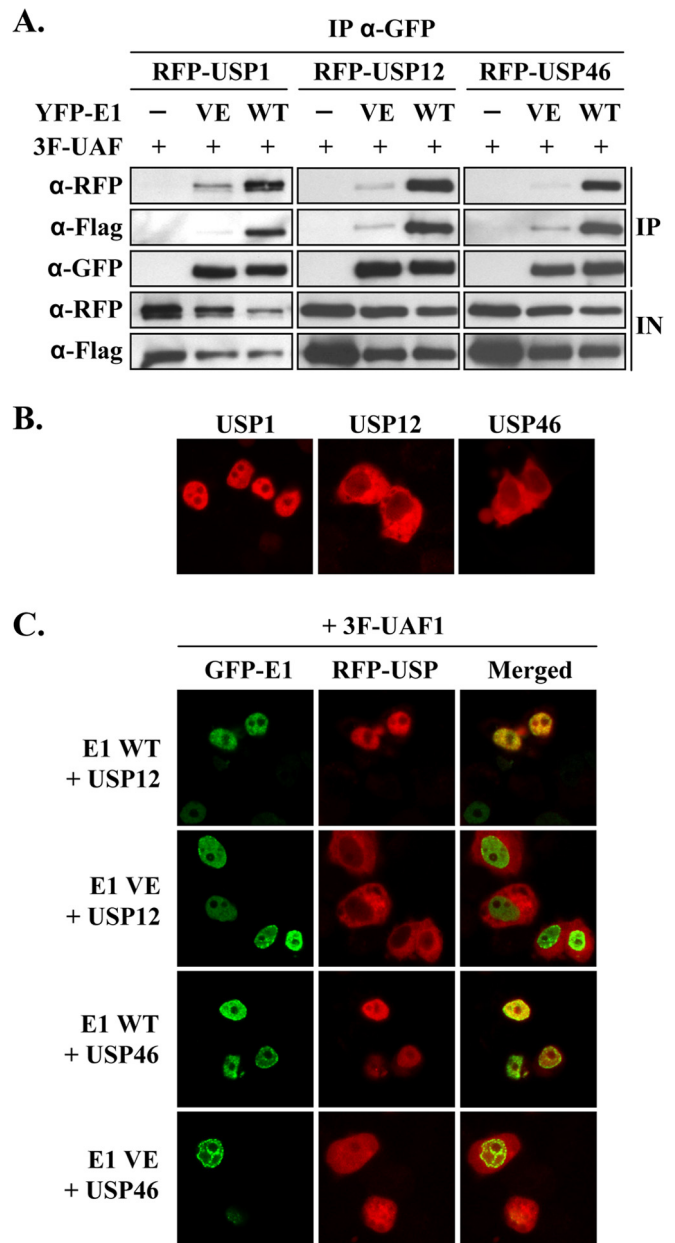 A.
IP α-GFP
RFP-USP1 RFP-USP12 RFP-USP46
YFP-E1 – VE WT – VE WT – VE WT
3F-UAF + + + + + + + + +
α-RFP
α-Flag
α-GFP
IP
α-RFP
α-Flag
IN
B.
USP1 USP12 USP46
C.
+ 3F-UAF1
GFP-E1 RFP-USP Merged
E1 WT
+ USP12
E1 VE
+ USP12
E1 WT
+ USP46
E1 VE
+ USP46